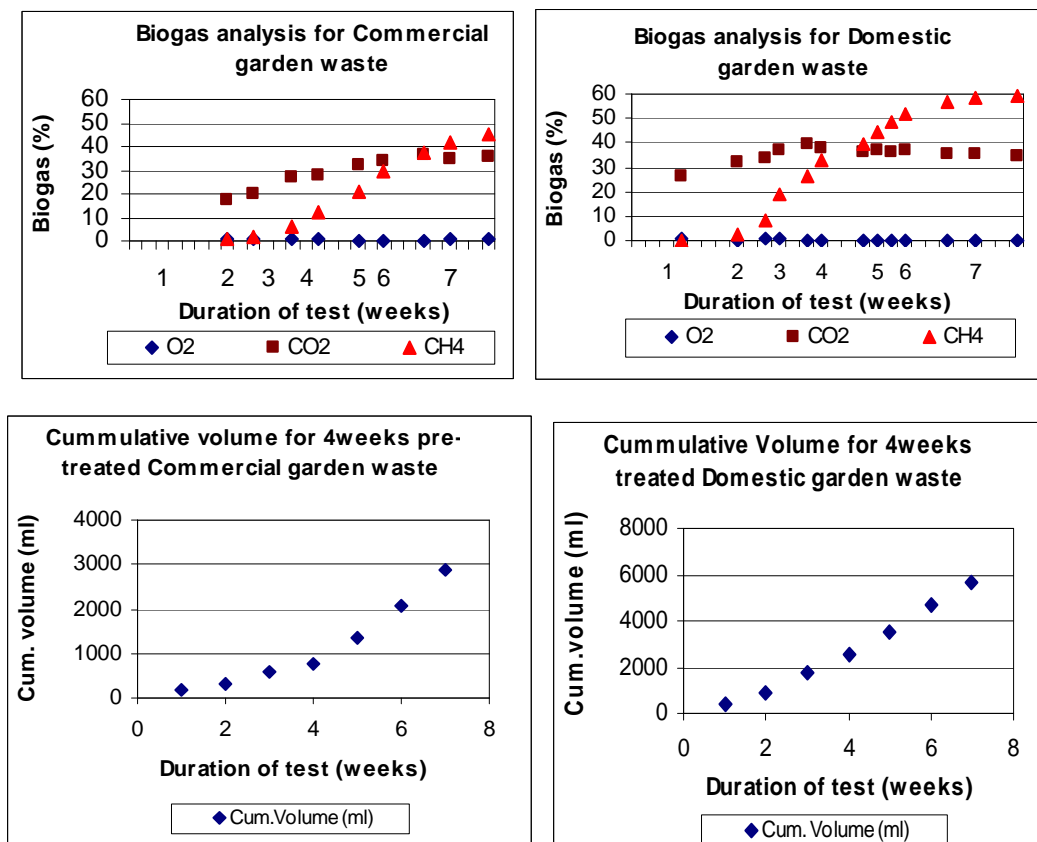 Biogas analysis for Commercial
garden waste
60
50
40
30
20
10
0
Biogas (%)
1 2 3 4 5 6 7
Duration of test (weeks)
O2 CO2 CH4
Biogas analysis for Domestic
garden waste
60
50
40
30
20
10
0
Biogas (%)
1 2 3 4 5 6 7
Duration of test (weeks)
O2 CO2 CH4
Cummulative volume for 4weeks pre-
treated Commercial garden waste
4000
3000
2000
1000
0
Cum. volume (ml)
0 2 4 6 8
Duration of test (weeks)
Cum.Volume (ml)
Cummulative Volume for 4weeks
treated Domestic garden waste
8000
6000
4000
2000
0
Cum.volume (ml)
0 2 4 6 8
Duration of test (weeks)
Cum. Volume (ml)